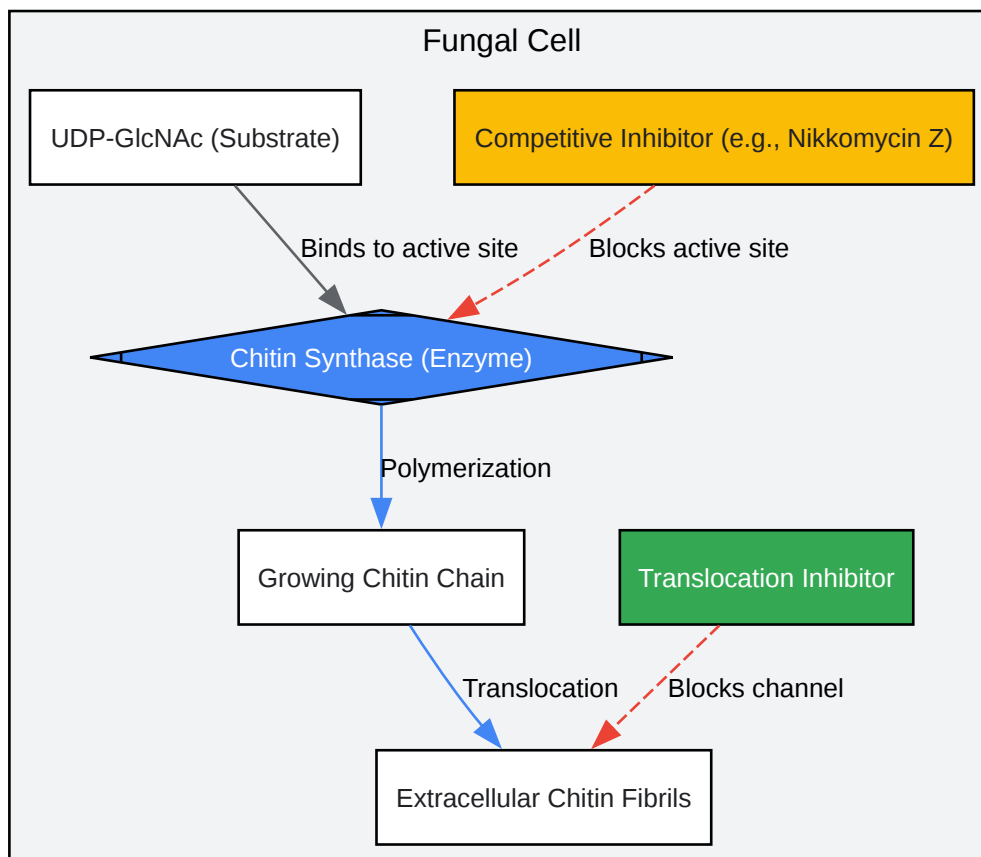 Fungal Cell
UDP-GlcNAc (Substrate)
Competitive Inhibitor (e.g., Nikkomycin Z)
Binds to active site
Blocks active site
Chitin Synthase (Enzyme)
Polymerization
Growing Chitin Chain
Translocation Inhibitor
Translocation
Blocks channel
Extracellular Chitin Fibrils